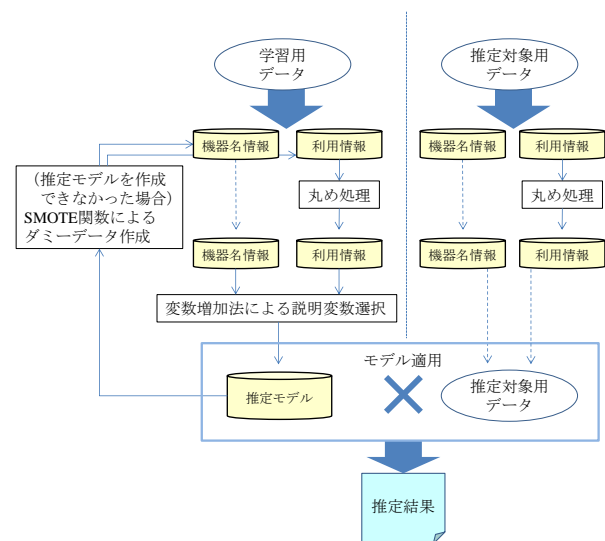 学習用
データ
推定対象用
データ
機器名情報
利用情報
機器名情報
利用情報
（推定モデルを作成
できなかった場合）
SMOTE関数による
ダミーデータ作成
丸め処理
丸め処理
機器名情報
利用情報
機器名情報
利用情報
変数増加法による説明変数選択
モデル適用
推定モデル
推定対象用
データ
推定結果